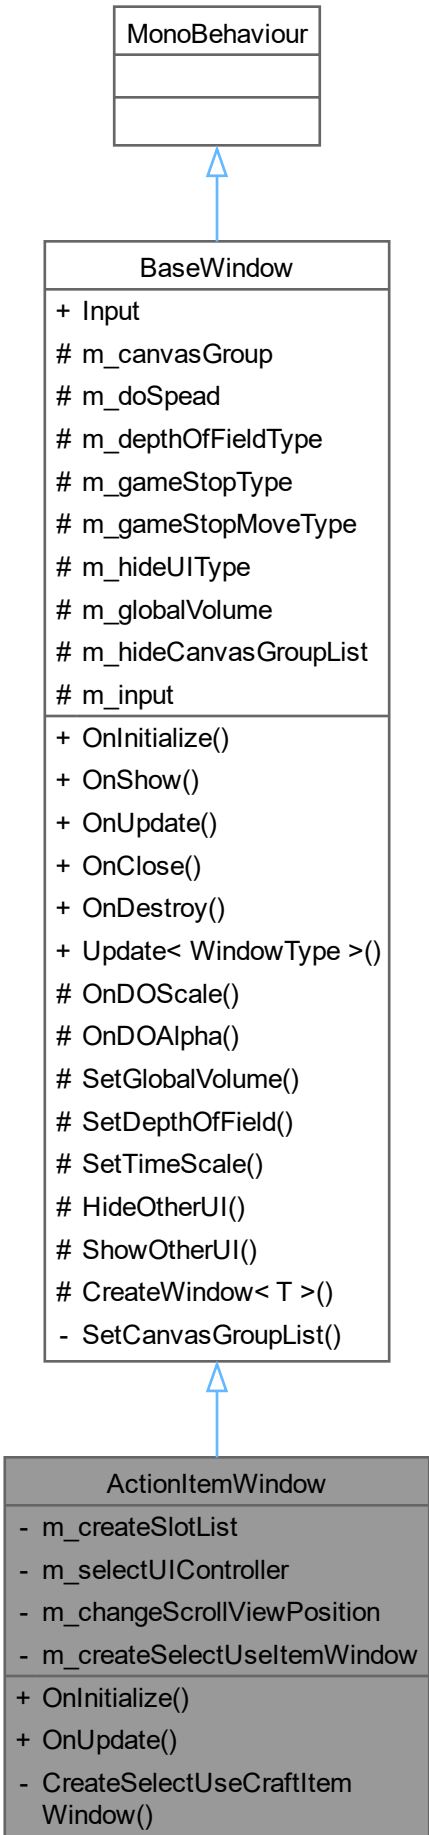 MonoBehaviour
BaseWindow
+ Input
# m_canvasGroup
# m_doSpead
# m_depthOfFieldType
# m_gameStopType
# m_gameStopMoveType
# m_hideUIType
# m_globalVolume
# m_hideCanvasGroupList
# m_input
+ OnInitialize()
+ OnShow()
+ OnUpdate()
+ OnClose()
+ OnDestroy()
+ Update< WindowType >()
# OnDOScale()
# OnDOAlpha()
# SetGlobalVolume()
# SetDepthOfField()
# SetTimeScale()
# HideOtherUI()
# ShowOtherUI()
# CreateWindow< T >()
- SetCanvasGroupList()
ActionItemWindow
- m_createSlotList
- m_selectUIController
- m_changeScrollViewPosition
- m_createSelectUseItemWindow
+ OnInitialize()
+ OnUpdate()
- CreateSelectUseCraftItem
Window()